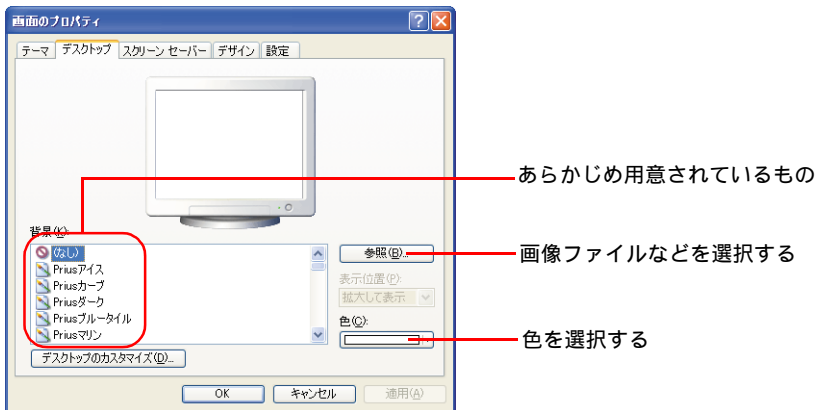 画面のプロパティ
テーマ デスクトップ スクリーン セーバー デザイン 設定
あらかじめ用意されているもの
背景(K):
(なし)
Priusアイス
Priusカーブ
Priusダーク
Priusブルータイル
Priusマリン
参照(B)...
画像ファイルなどを選択する
表示位置(P):
拡大して表示
色(C):
色を選択する
デスクトップのカスタマイズ(D)...
OK キャンセル 適用(A)